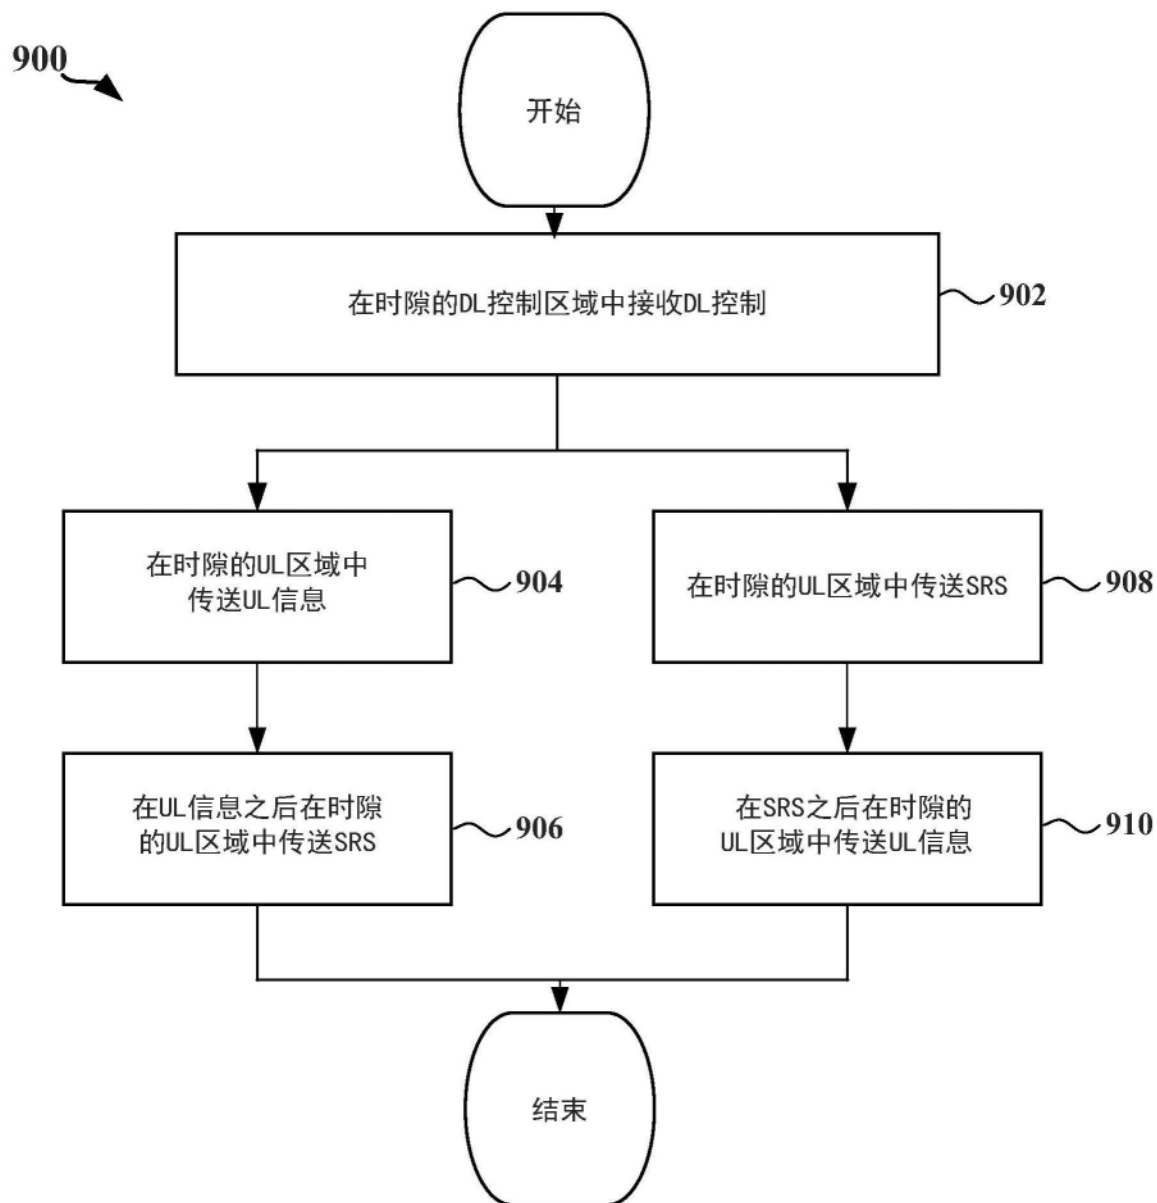 900
开始
在时隙的DL控制区域中接收DL控制
902
在时隙的UL区域中
传送UL信息
904
在时隙的UL区域中传送SRS
908
在UL信息之后在时隙
的UL区域中传送SRS
906
在SRS之后在时隙的
UL区域中传送UL信息
910
结束